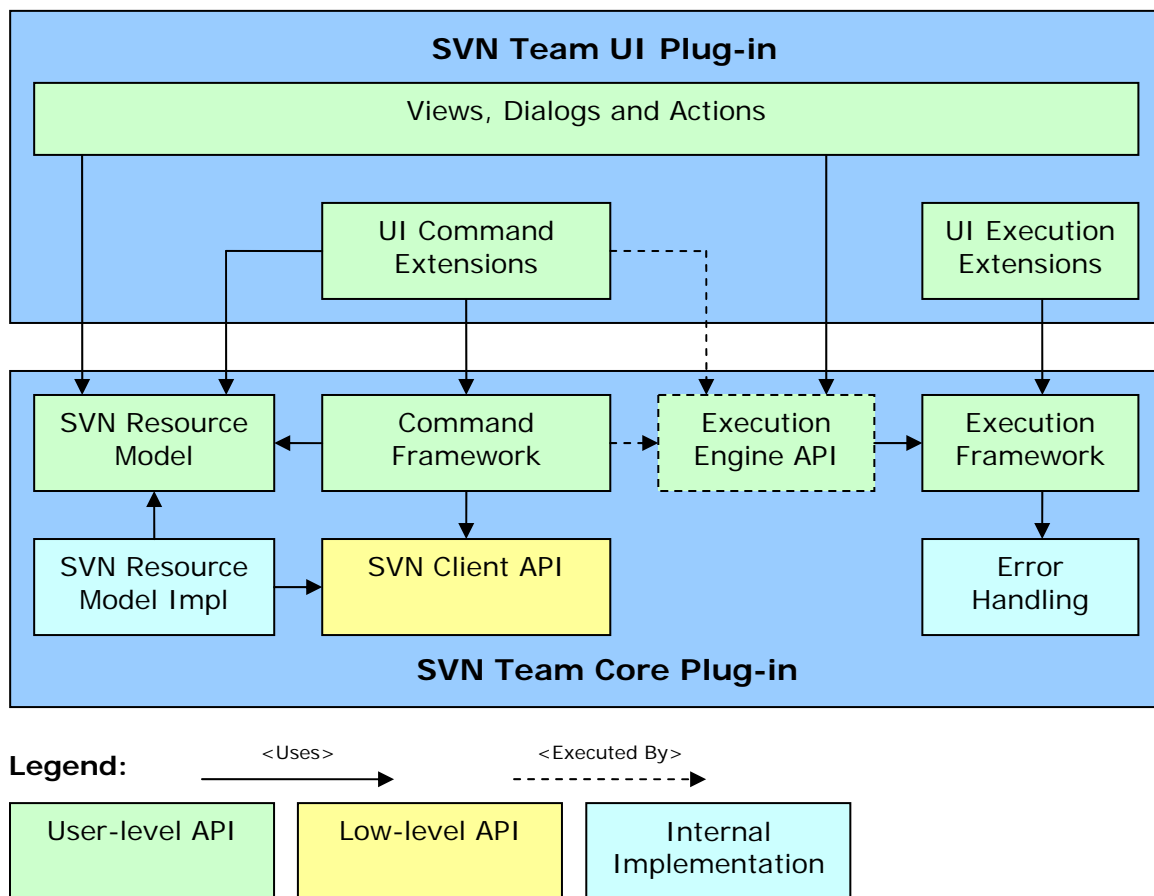 SVN Team UI Plug-in
Views, Dialogs and Actions
UI Command
Extensions
UI Execution
Extensions
SVN Resource
Model
Command
Framework
Execution
Engine API
Execution
Framework
SVN Resource
Model Impl
SVN Client API
Error
Handling
SVN Team Core Plug-in
Legend:
<Uses>
<Executed By>
User-level API
Low-level API
Internal
Implementation